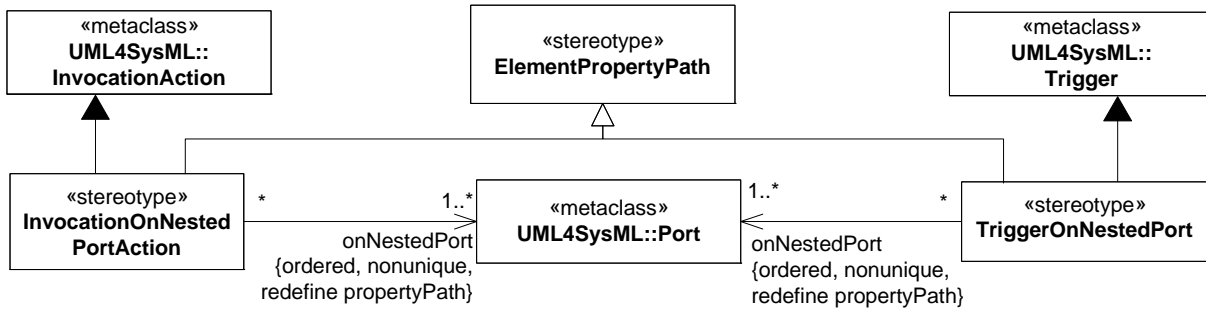 «metaclass»
UML4SysML::
InvocationAction
«stereotype»
ElementPropertyPath
«metaclass»
UML4SysML::
Trigger
«stereotype»
InvocationOnNested
PortAction
*
1..*
onNestedPort
{ordered, nonunique,
redefine propertyPath}
«metaclass»
UML4SysML::Port
1..*
*
onNestedPort
{ordered, nonunique,
redefine propertyPath}
«stereotype»
TriggerOnNestedPort